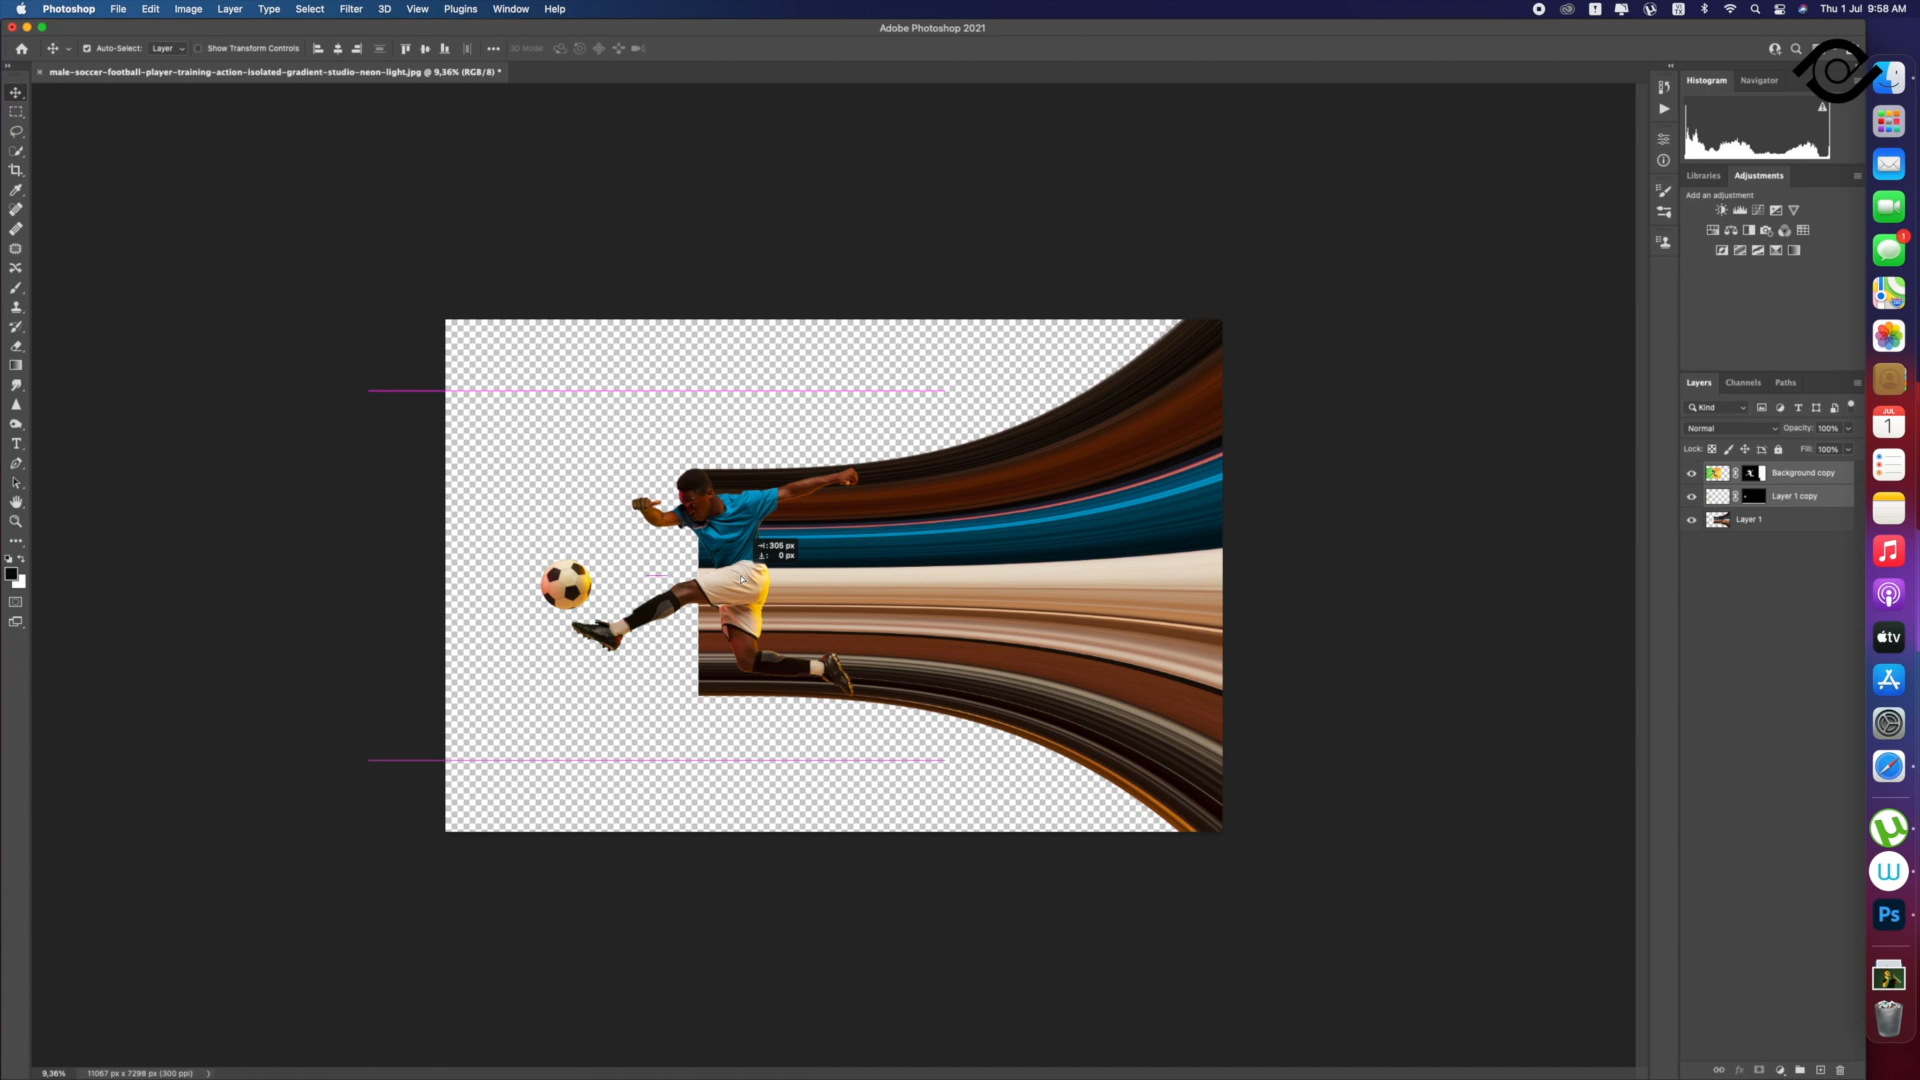 Photoshop File Edit Image Layer Type Select Filter 3D View Plugins Window Help Thu 1 Jul 9:58 AM
Adobe Photoshop 2021
Auto-Select: Layer Show Transform Controls 3D Mode:
male-soccer-football-player-training-action-isolated-gradient-studio-neon-light.jpg @ 9,36% (RGB/8) *
Histogram Navigator
Libraries Adjustments
Add an adjustment
Layers Channels Paths
Kind
Normal Opacity: 100%
Lock: Fill: 100%
Background copy
Layer 1 copy
Layer 1
: 305 px
: 0 px
1
JUL
1
tv
Ps
9,36% 11067 px x 7298 px (300 ppi)